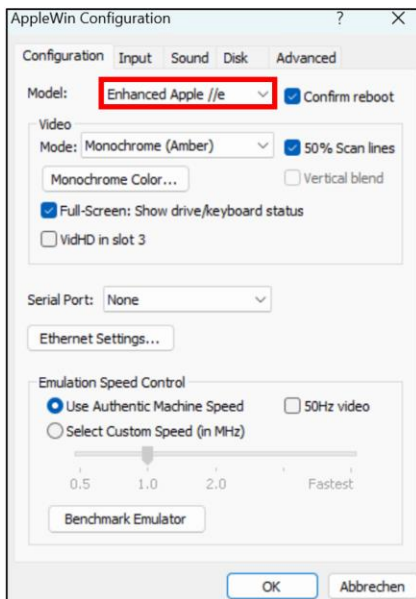 AppleWin Configuration ? X
Configuration Input Sound Disk Advanced
Model: Enhanced Apple //e Confirm reboot
Video
Mode: Monochrome (Amber) 50% Scan lines
Monochrome Color... Vertical blend
Full-Screen: Show drive/keyboard status
VidHD in slot 3
Serial Port: None
Ethernet Settings...
Emulation Speed Control
Use Authentic Machine Speed 50Hz video
Select Custom Speed (in MHz)
0.5 1.0 2.0 Fastest
Benchmark Emulator
OK Abbrechen